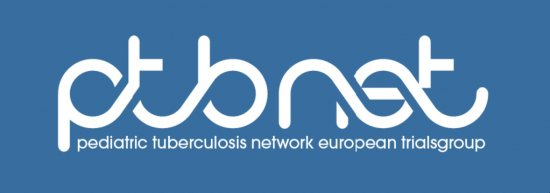 ptbnet
pediatric tuberculosis network european trialsgroup